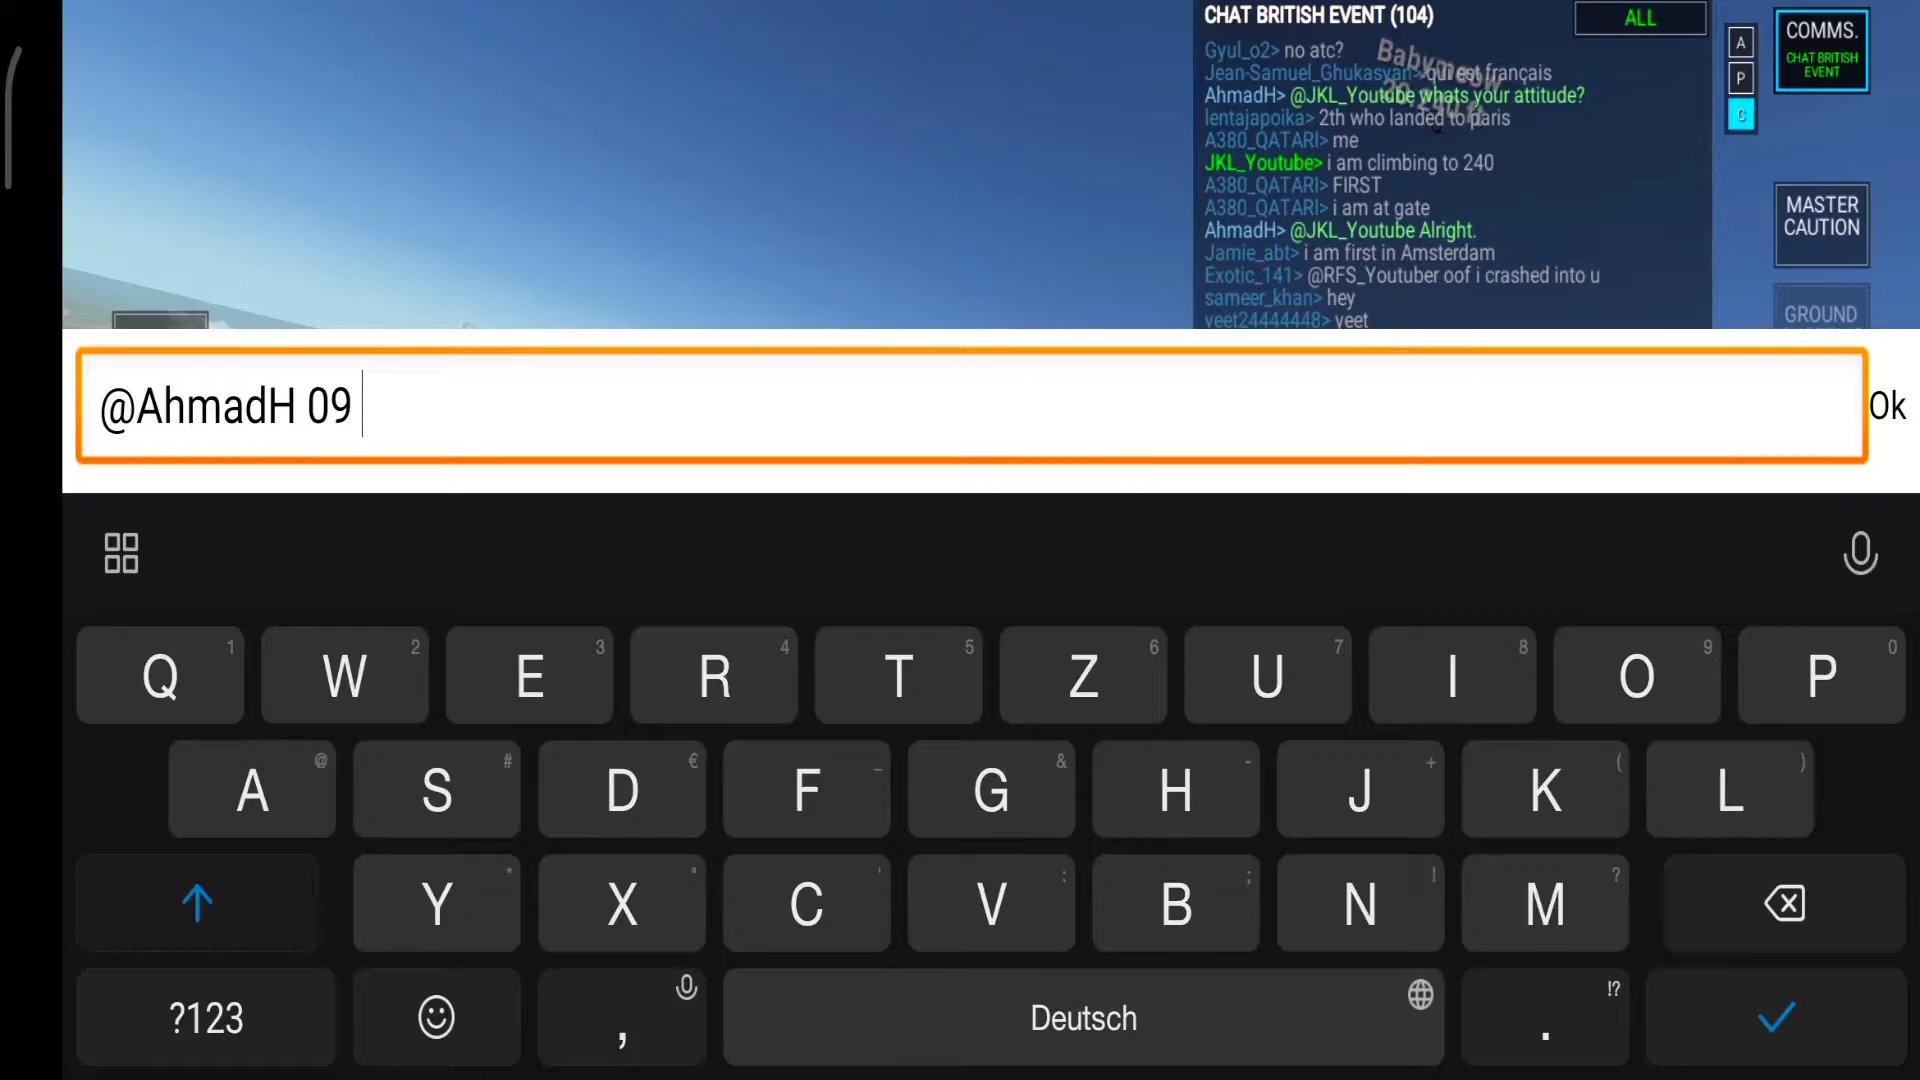 CHAT BRITISH EVENT (104)
ALL
Gyul_o2> no atc?
Jean-Samuel_Ghukasyan> qui est français
AhmadH> @JKL_Youtube whats your attitude?
lentajapoika> 2th who landed to paris
A380_QATARI> me
JKL_Youtube> i am climbing to 240
A380_QATARI> FIRST
A380_QATARI> i am at gate
AhmadH> @JKL_Youtube Alright.
Jamie_abt> i am first in Amsterdam
Exotic_141> @RFS_Youtuber oof i crashed into u
sameer_khan> hey
yeet24444448> yeet
Babymeow
A
P
C
COMMS.
CHAT BRITISH
EVENT
MASTER
CAUTION
GROUND
@AhmadH 09
Ok
Q 1 W 2 E 3 R 4 T 5 Z 6 U 7 I 8 O 9 P 0
A @ S # D € F _ G & H - J + K ( L )
Y * X " C ' V : B ; N ! M ?
?123 , Deutsch . !?